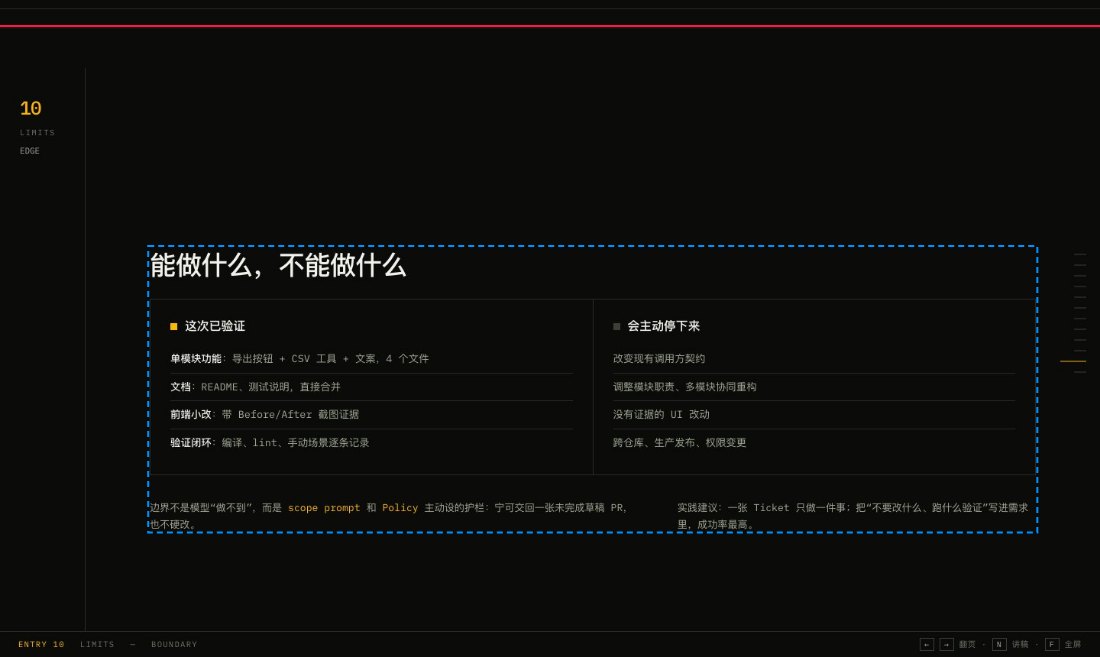 10
LIMITS
EDGE
能做什么，不能做什么
这次已验证
单模块功能：导出按钮 + CSV 工具 + 文案，4 个文件
文档：README、测试说明，直接合并
前端小改：带 Before/After 截图证据
验证闭环：编译、lint、手动场景逐条记录
会主动停下来
改变现有调用方契约
调整模块职责、多模块协同重构
没有证据的 UI 改动
跨仓库、生产发布、权限变更
边界不是模型“做不到”，而是 scope prompt 和 Policy 主动设的护栏：宁可交回一张未完成草稿 PR，
也不硬改。
实践建议：一张 Ticket 只做一件事；把“不要改什么、跑什么验证”写进需求
里，成功率最高。
ENTRY 10 LIMITS — BOUNDARY
← → 翻页 · N 讲稿 · F 全屏